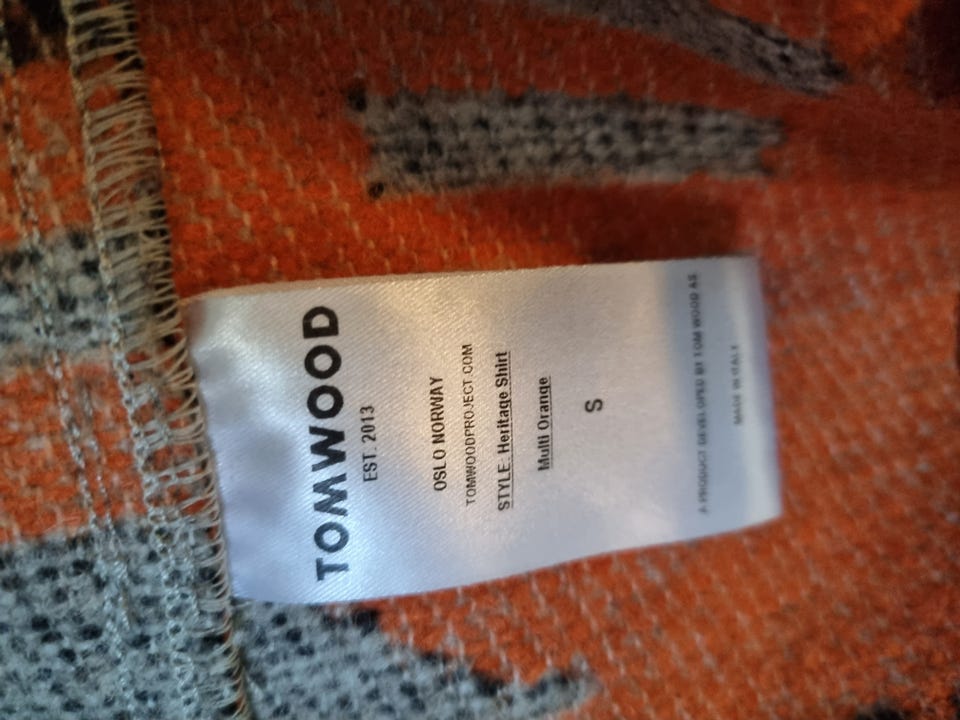 TOMWOOD
EST. 2013
OSLO NORWAY
TOMWOODPROJECT.COM
STYLE: Heritage Shirt
Multi Orange
S
A PRODUCT DEVELOPED BY TOM WOOD AS
MADE IN ITALY